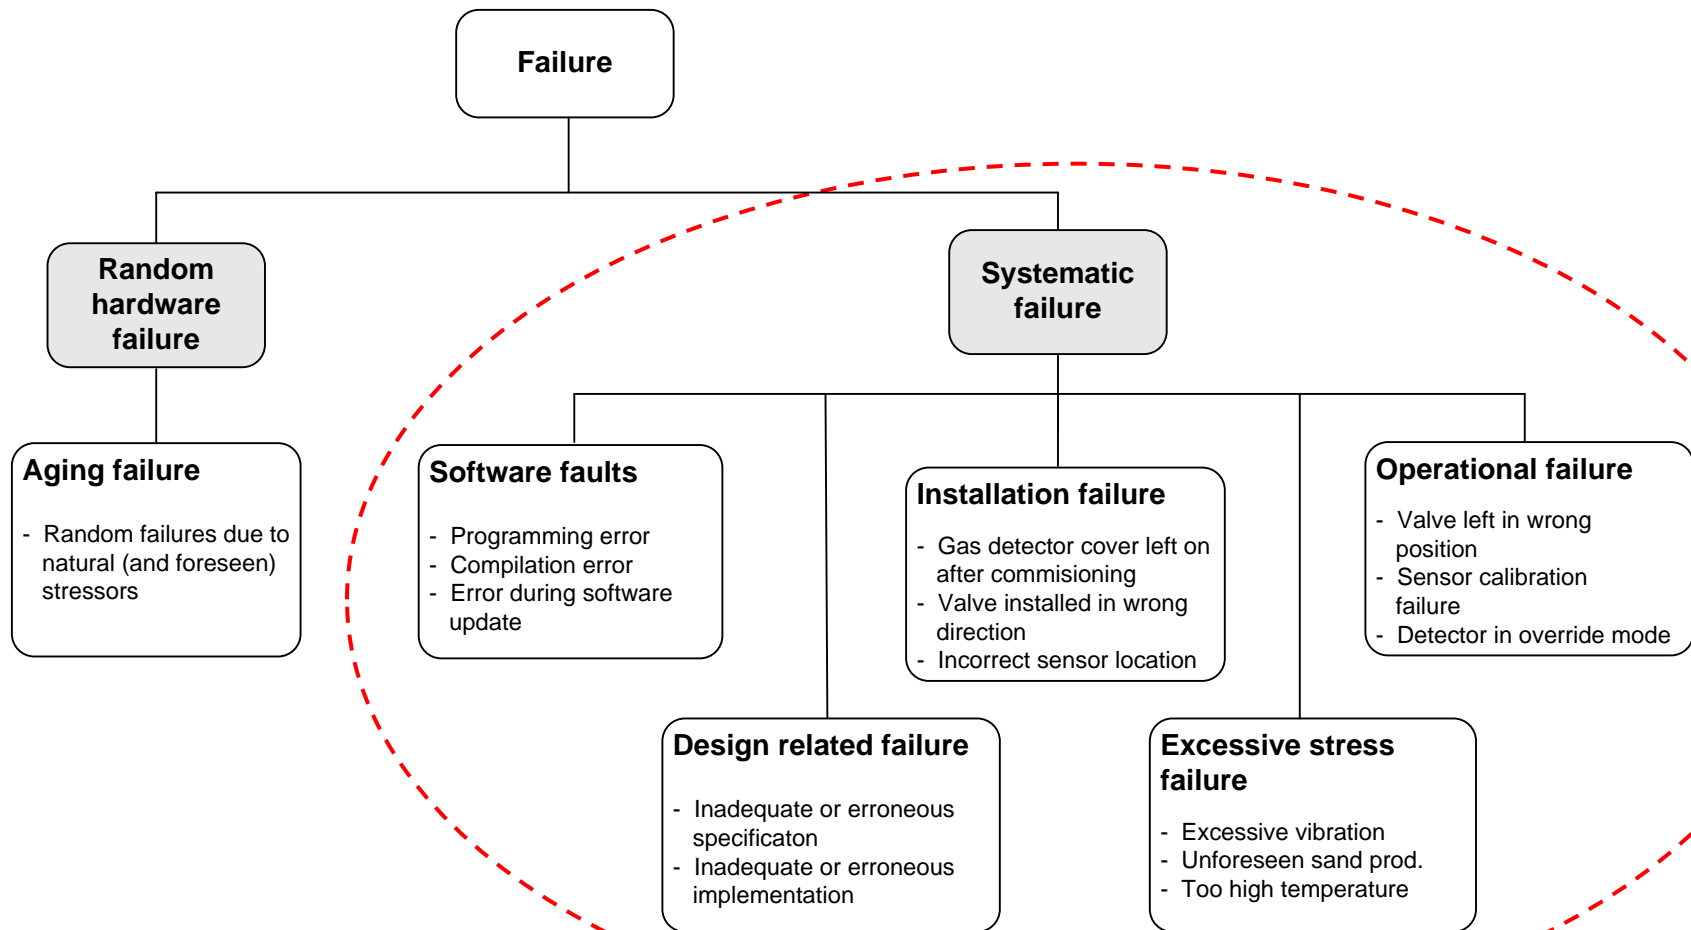 Failure
Random
hardware
failure
Systematic
failure
Aging failure
- Random failures due to
natural (and foreseen)
stressors
Software faults
- Programming error
- Compilation error
- Error during software
update
Installation failure
- Gas detector cover left on
after commisioning
- Valve installed in wrong
direction
- Incorrect sensor location
Operational failure
- Valve left in wrong
position
- Sensor calibration
failure
- Detector in override mode
Design related failure
- Inadequate or erroneous
specificaton
- Inadequate or erroneous
implementation
Excessive stress
failure
- Excessive vibration
- Unforeseen sand prod.
- Too high temperature